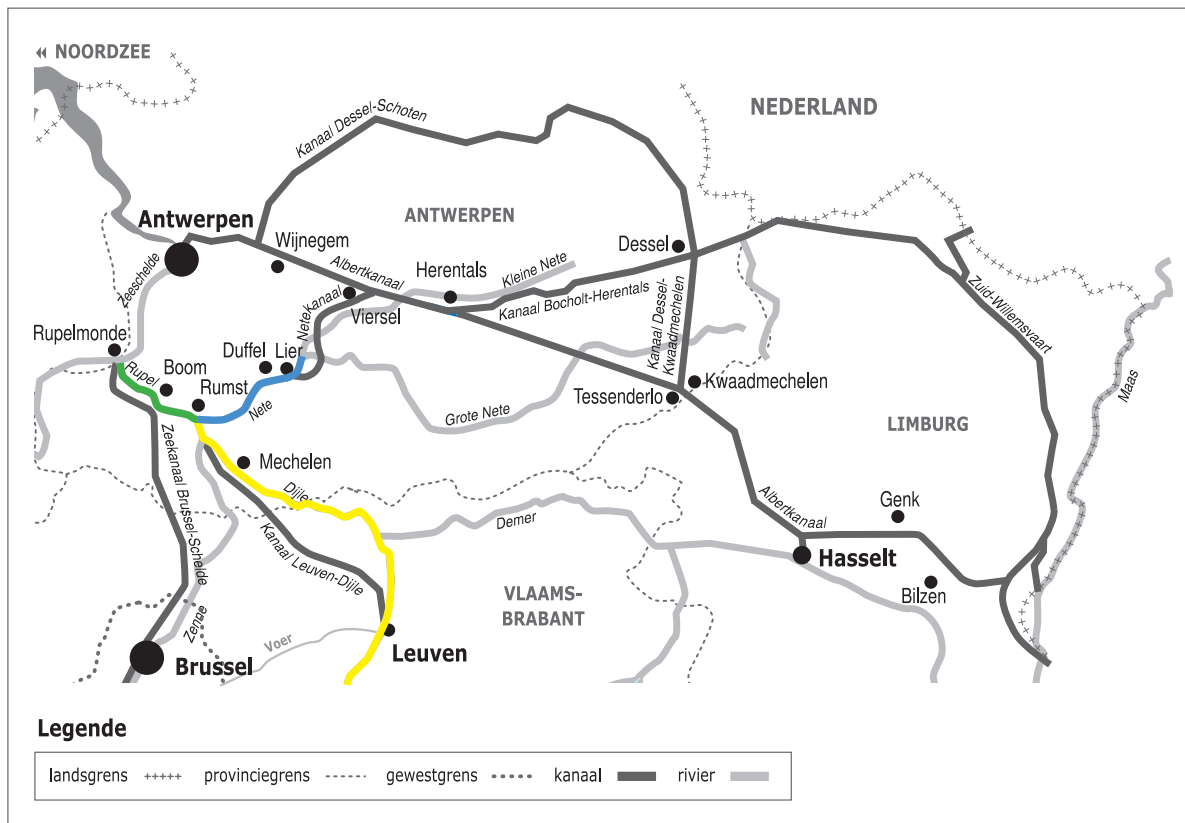 NOORDZEE
NEDERLAND
Kanaal Dessel-Schoten
Antwerpen
ANTWERPEN
Wijnegem
Dessel
Albertkanaal
Herentals
Kleine Nete
Zeeschelde
NeteKanaal
Viersel
Kanaal Bocholt-Herentals
Kanaal Dessel-
Kwaadmechelen
Zuid-Willemsvaart
Rupelmonde
Rupel
Boom
Duffel
Lier
Rumst
Nete
Grote Nete
Tessenderlo
Kwaadmechelen
Maas
LIMBURG
Mechelen
Dijle
Zeekanaal Brussel-Schelde
Kanaal Leuven-Dijle
Demer
Albertkanaal
Genk
Hasselt
Bilzen
VLAAMS-
BRABANT
Zenne
Voer
Leuven
Brussel
Legende
landsgrens provinciegrens gewestgrens kanaal rivier